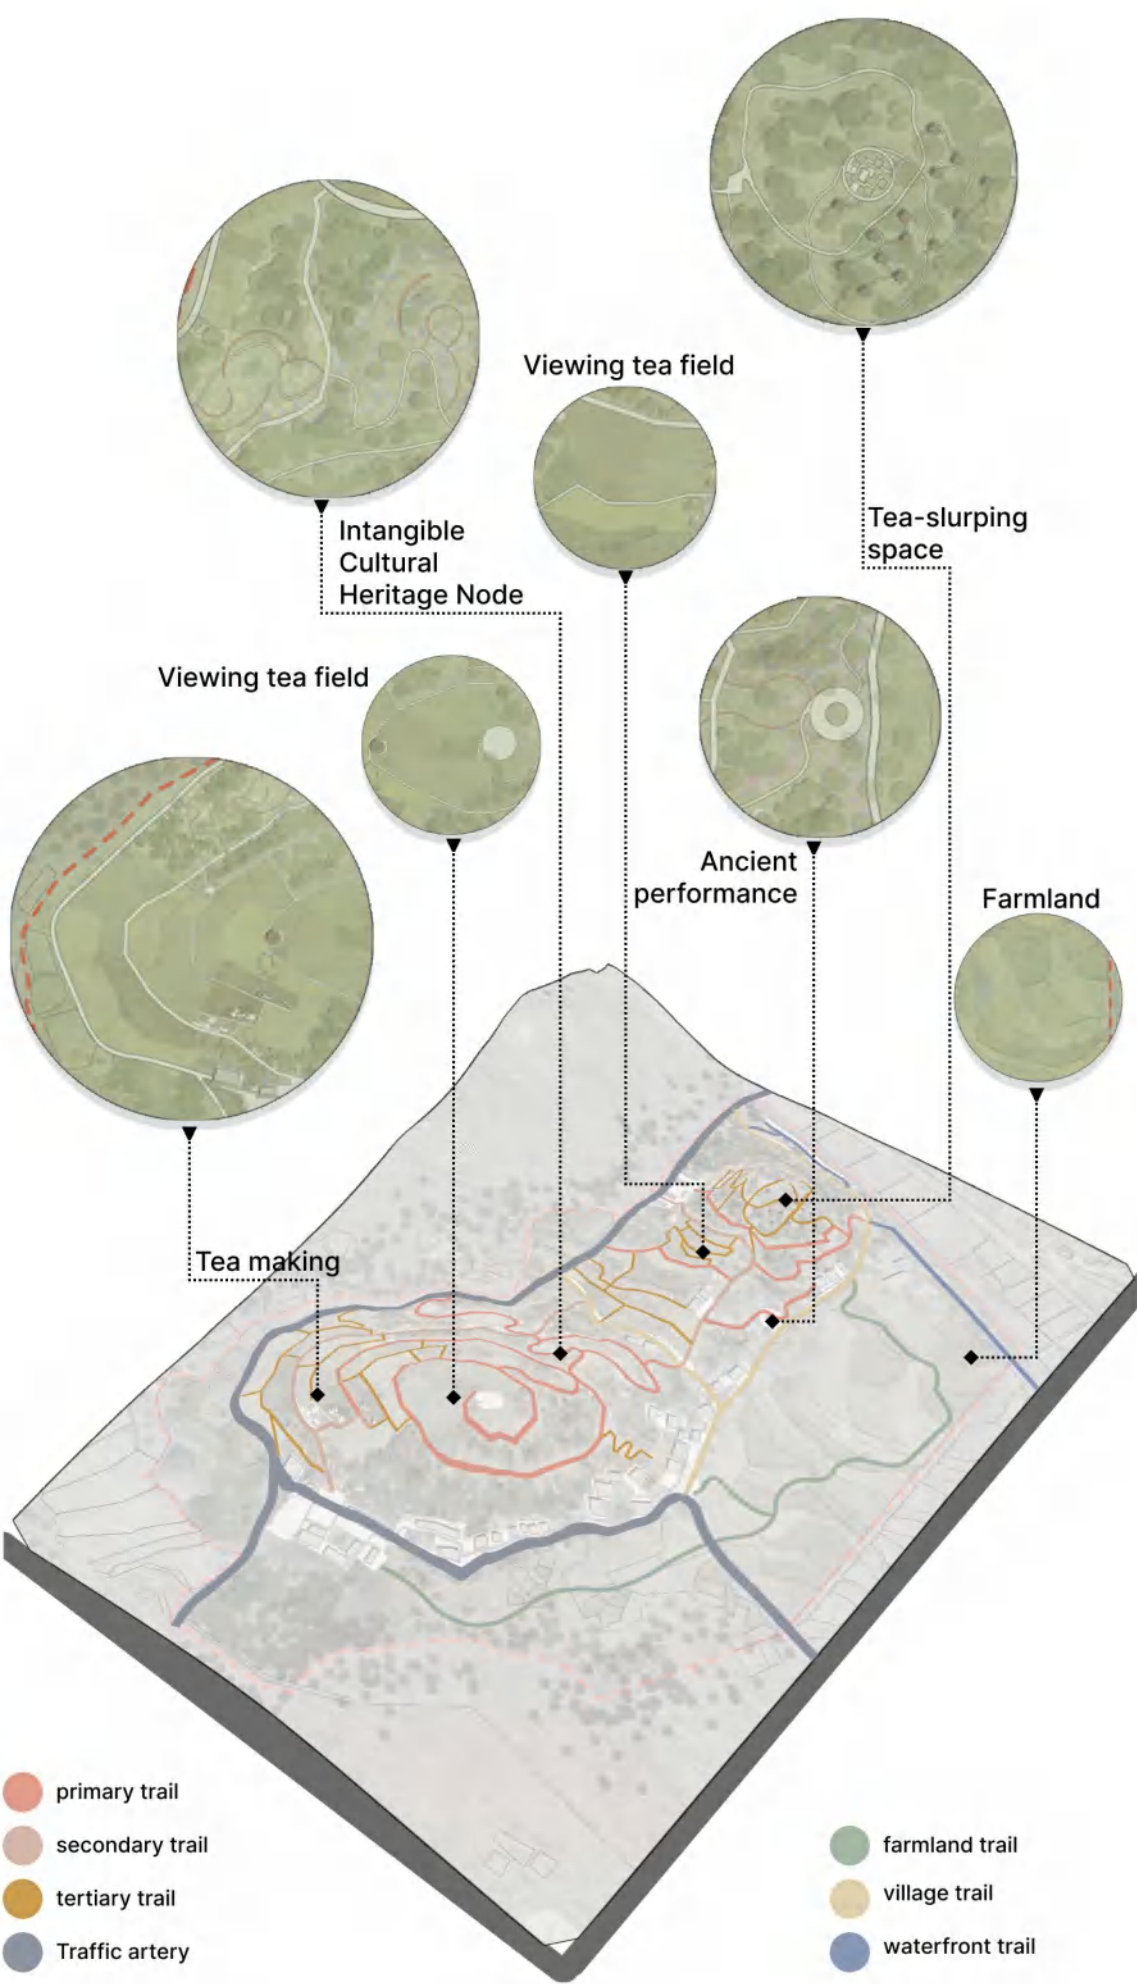 Viewing tea field
Tea-slurping
space
Intangible
Cultural
Heritage Node
Viewing tea field
Ancient
performance
Farmland
Tea making
primary trail
secondary trail
tertiary trail
Traffic artery
farmland trail
village trail
waterfront trail